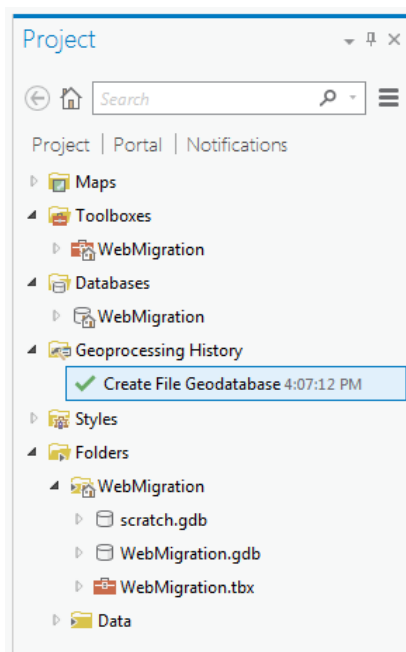 Project
Search
Project | Portal | Notifications
Maps
Toolboxes
WebMigration
Databases
WebMigration
Geoprocessing History
Create File Geodatabase 4:07:12 PM
Styles
Folders
WebMigration
scratch.gdb
WebMigration.gdb
WebMigration.tbx
Data